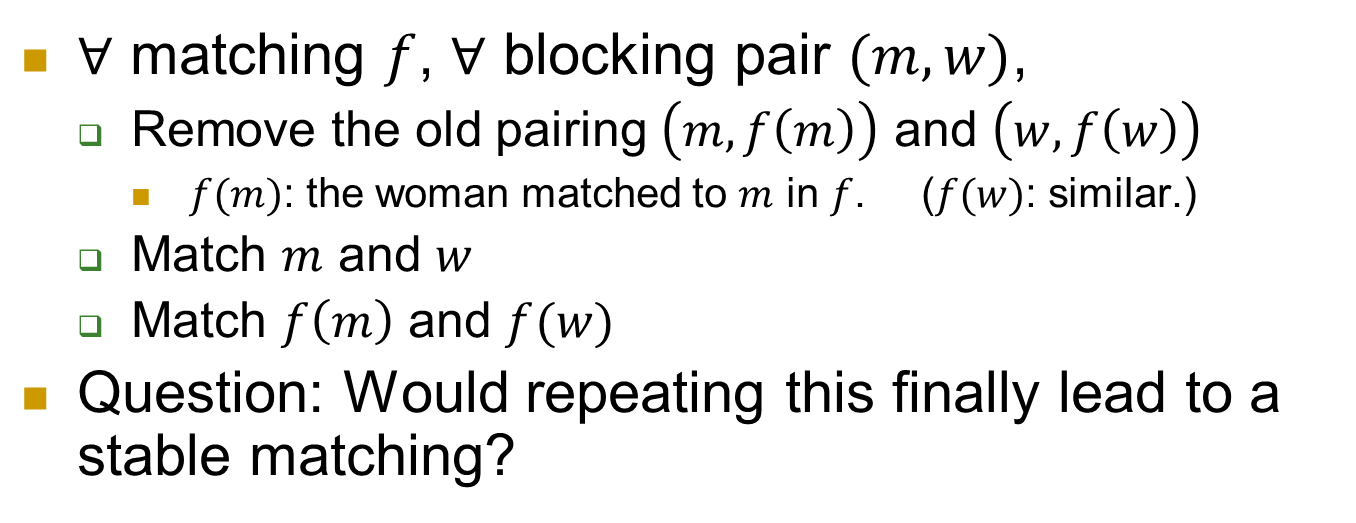 ∀ matching f, ∀ blocking pair (m, w),
Remove the old pairing (m, f(m)) and (w, f(w))
f(m): the woman matched to m in f. (f(w): similar.)
Match m and w
Match f(m) and f(w)
Question: Would repeating this finally lead to a
stable matching?